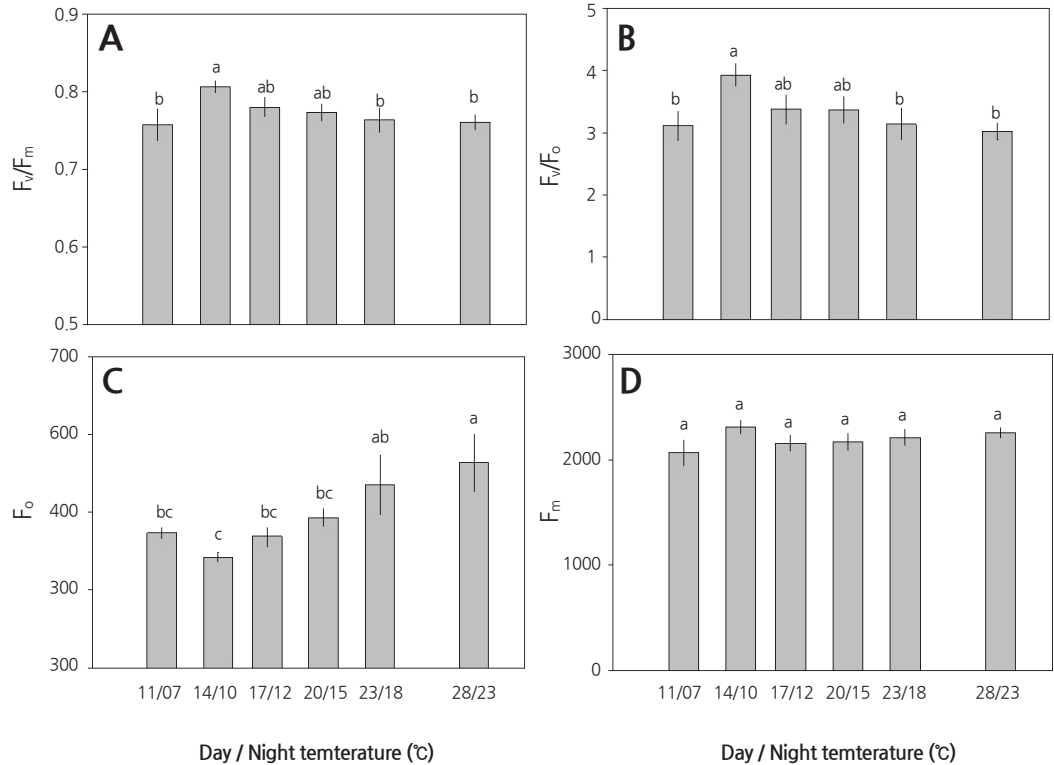 A
0.9
0.8
0.7
0.6
0.5
Fv/Fm
b
a
ab
ab
b
b
B
5
4
3
2
1
0
Fv/Fo
b
a
ab
ab
b
b
C
700
600
400
300
300
Fo
bc
c
bc
bc
ab
a
11/07 14/10 17/12 20/15 23/18 28/23
Day / Night temterature (℃)
D
3000
2000
1000
0
Fm
a
a
a
a
a
a
11/07 14/10 17/12 20/15 23/18 28/23
Day / Night temterature (℃)